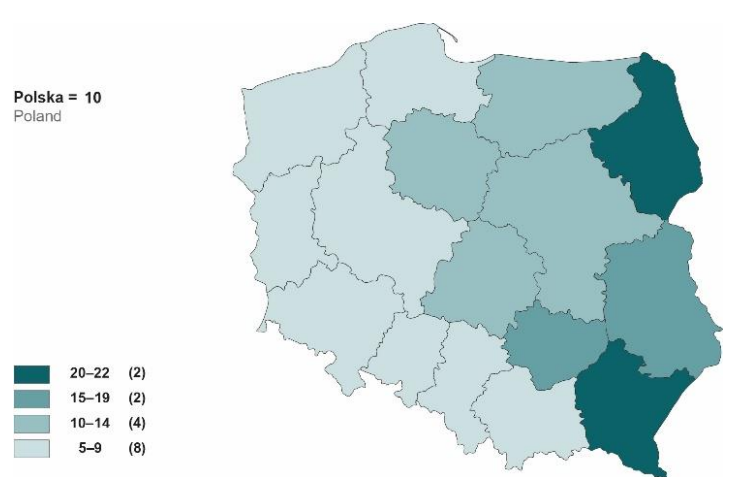 Polska = 10
Poland
20–22 (2)
15–19 (2)
10–14 (4)
5–9 (8)